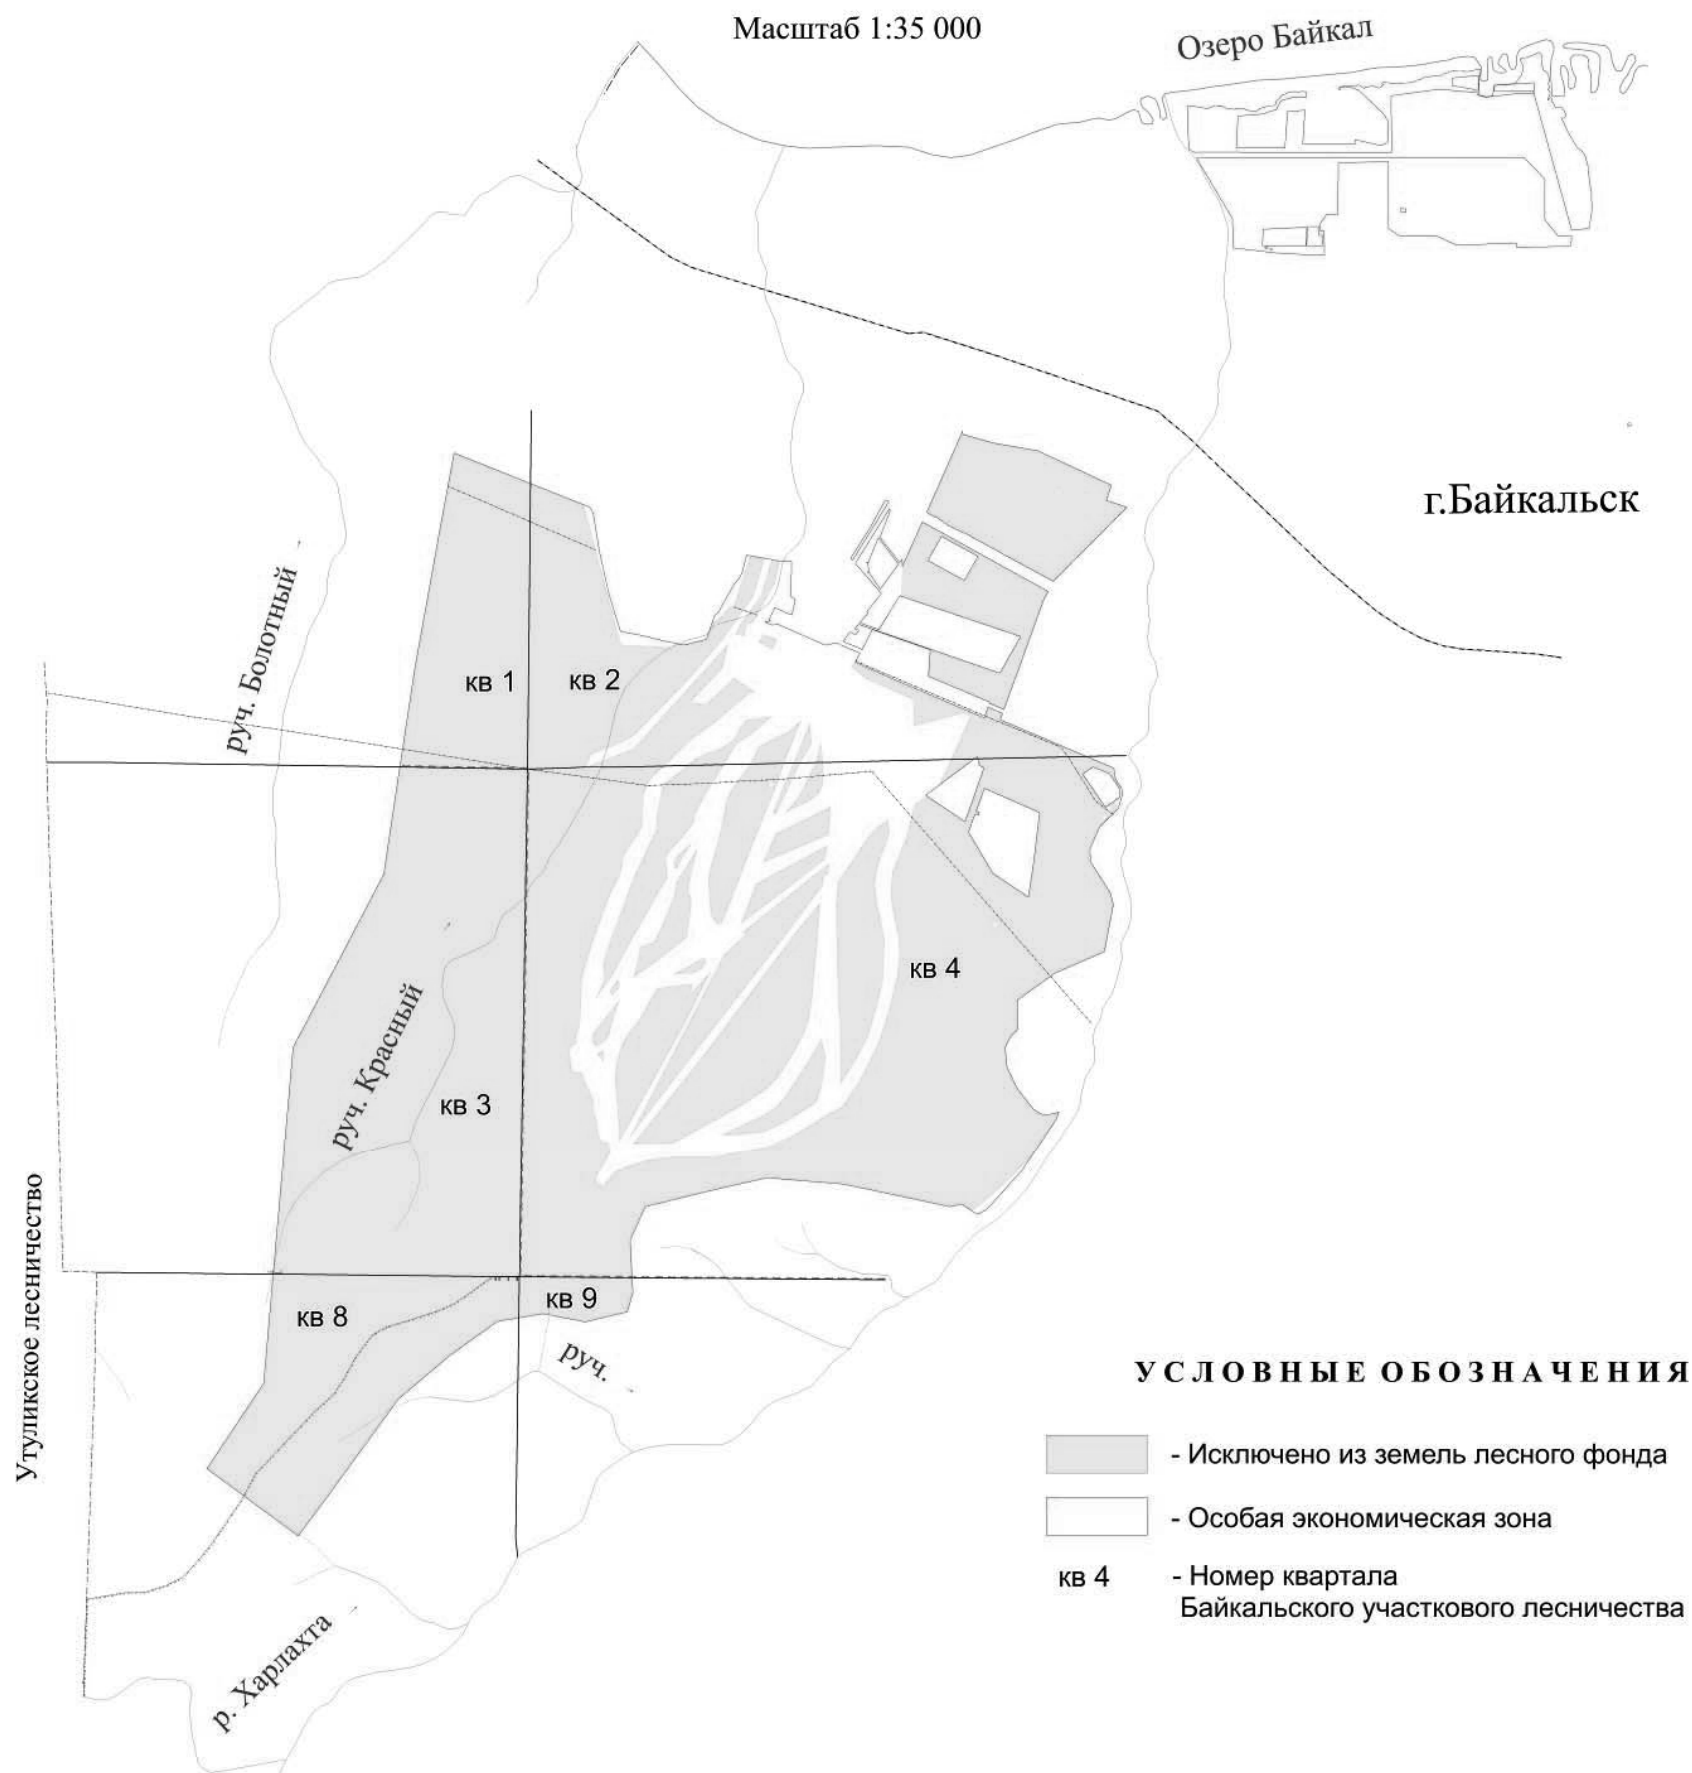 Масштаб 1:35 000
Озеро Байкал
г.Байкальск
руч. Болотный
кв 1
кв 2
кв 4
руч. Красный
кв 3
Утуликское лесничество
кв 8
кв 9
руч.
р. Харлахта
УСЛОВНЫЕ ОБОЗНАЧЕНИЯ
- Исключено из земель лесного фонда
- Особая экономическая зона
кв 4 - Номер квартала
Байкальского участкового лесничества